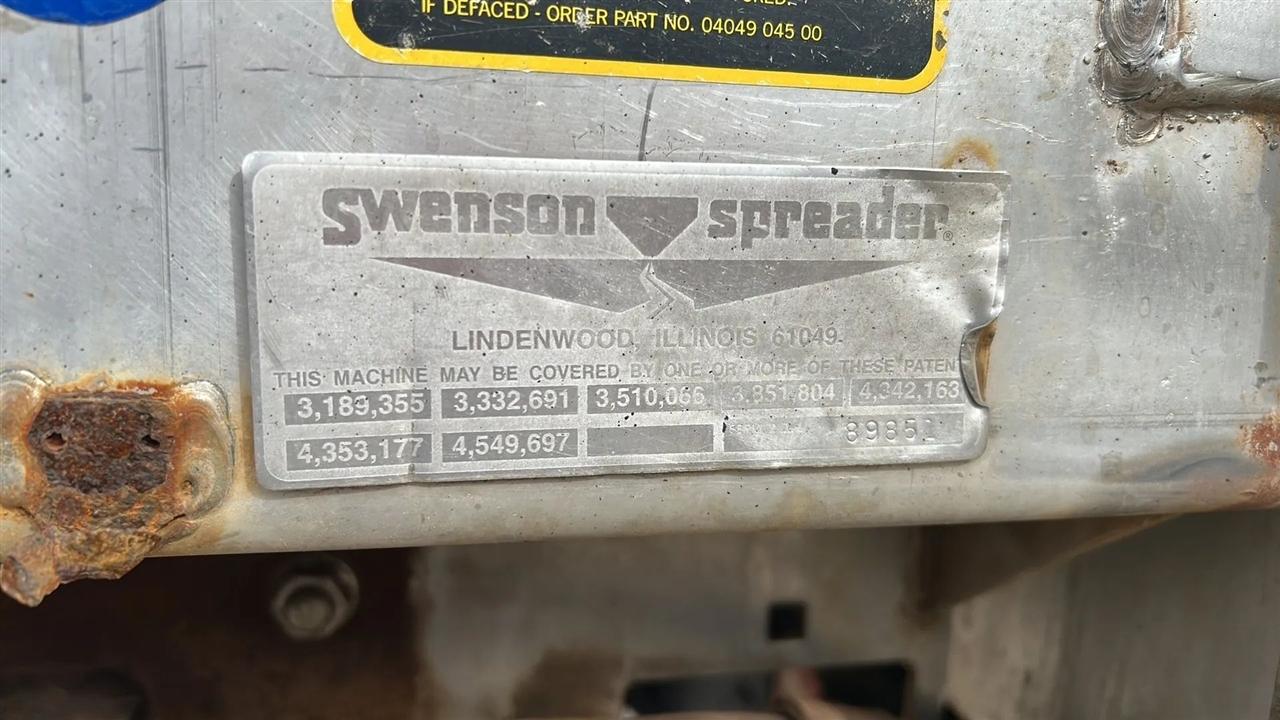 IF DEFACED - ORDER PART NO. 04049 045 00
Swenson spreader®
LINDENWOOD, ILLINOIS 61049
THIS MACHINE MAY BE COVERED BY ONE OR MORE OF THESE PATEN
3,189,355 3,332,691 3,510,066 3,851,804 4,342,163
4,353,177 4,549,697 89851